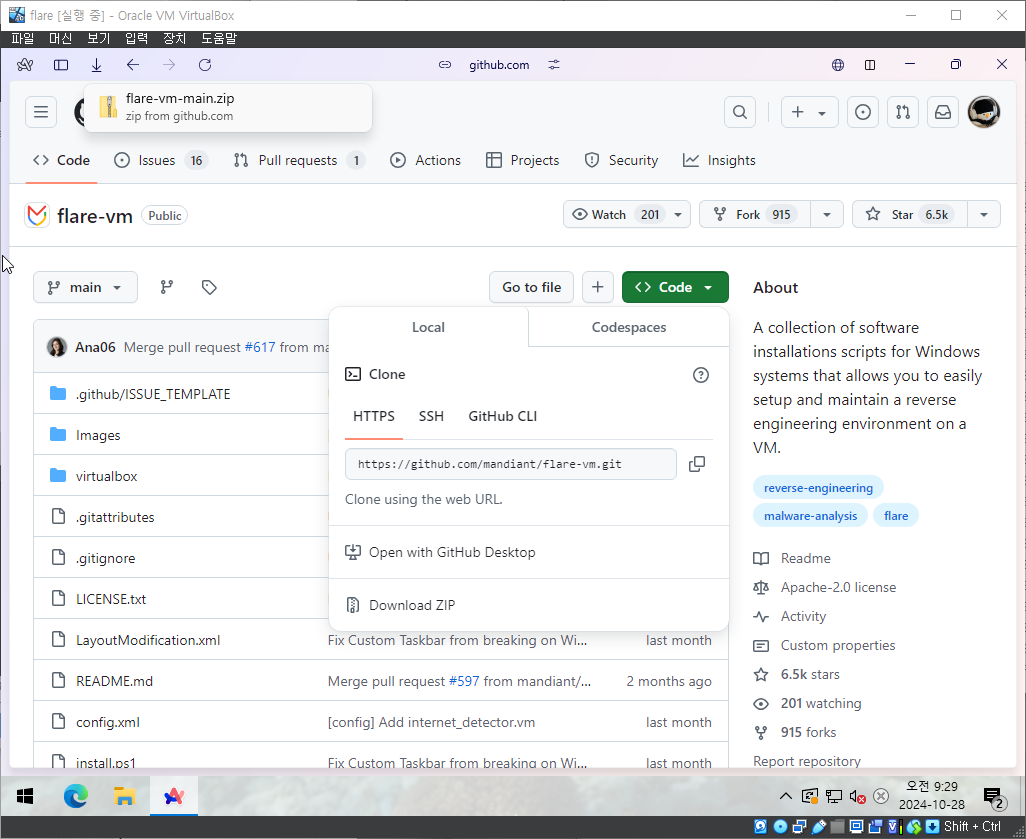 flare [실행 중] - Oracle VM VirtualBox
파일 머신 보기 입력 장치 도움말
github.com
flare-vm-main.zip
zip from github.com
Code Issues 16 Pull requests 1 Actions Projects Security Insights
flare-vm Public
Watch 201 Fork 915 Star 6.5k
main Go to file Code
Local Codespaces
Clone
HTTPS SSH GitHub CLI
https://github.com/mandiant/flare-vm.git
Clone using the web URL.
Open with GitHub Desktop
Download ZIP
Ana06 Merge pull request #617 from ma
.github/ISSUE_TEMPLATE
Images
virtualbox
.gitattributes
.gitignore
LICENSE.txt
LayoutModification.xml Fix Custom Taskbar from breaking on Wi... last month
README.md Merge pull request #597 from mandiant/... 2 months ago
config.xml [config] Add internet_detector.vm last month
install.ps1 Fix Custom Taskbar from breaking on Wi... last month
About
A collection of software
installations scripts for Windows
systems that allows you to easily
setup and maintain a reverse
engineering environment on a
VM.
reverse-engineering
malware-analysis flare
Readme
Apache-2.0 license
Activity
Custom properties
6.5k stars
201 watching
915 forks
Report repository
오전 9:29
2024-10-28
2
Shift + Ctrl